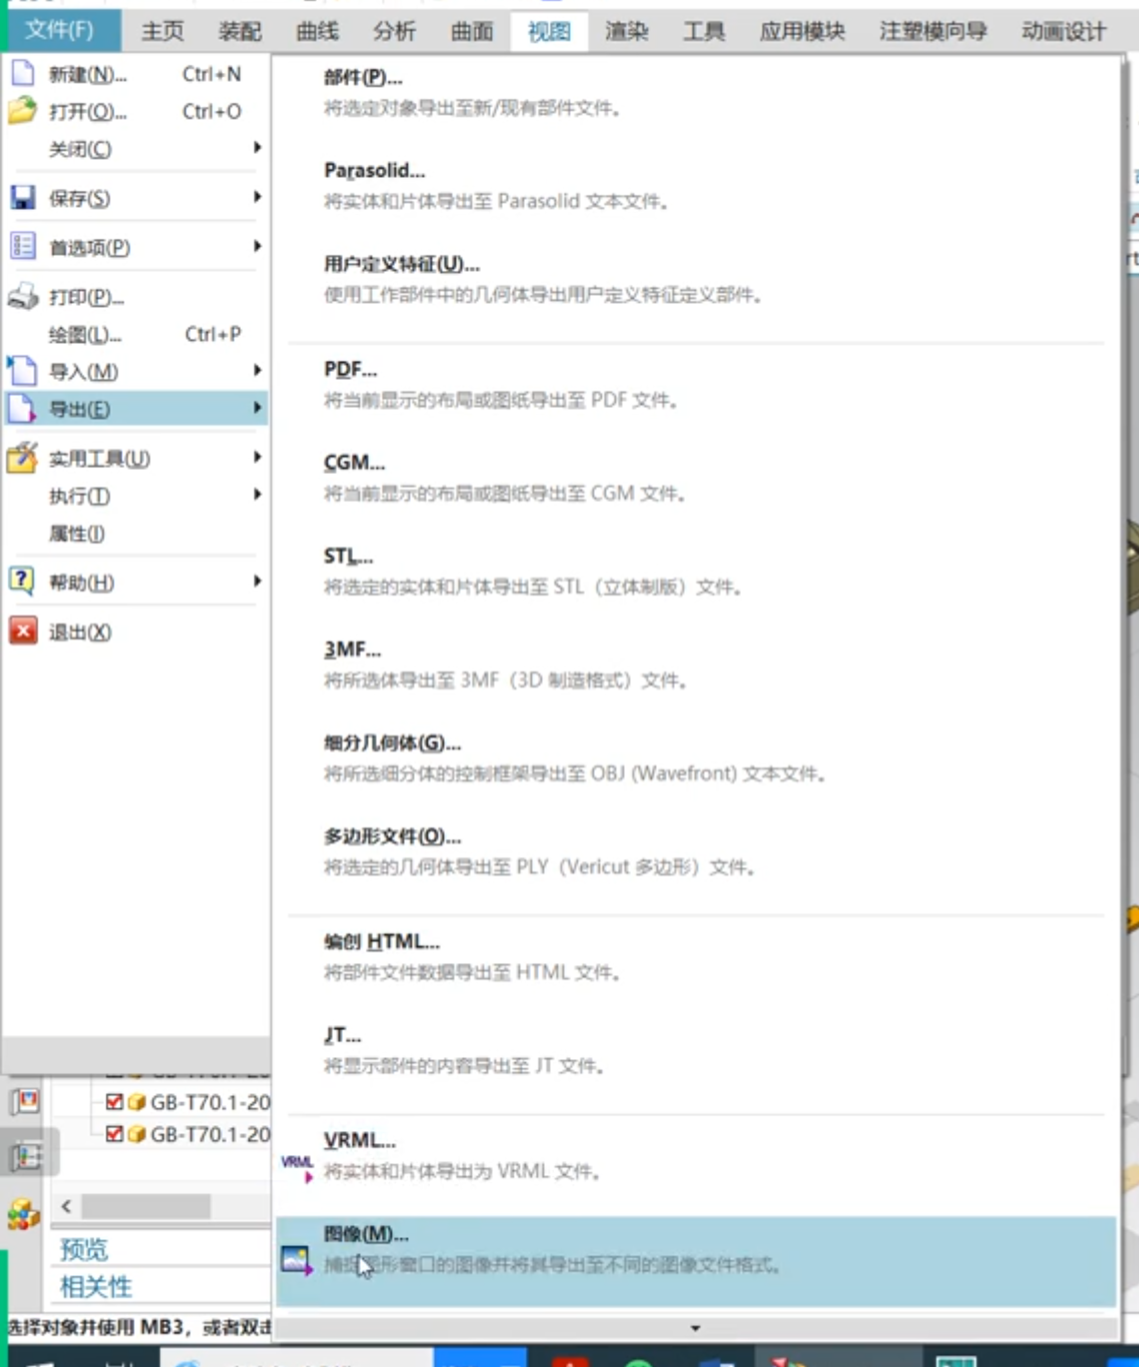 文件(F) 主页 装配 曲线 分析 曲面 视图 渲染 工具 应用模块 注塑模向导 动画设计
新建(N)... Ctrl+N
打开(O)... Ctrl+O
关闭(C)
保存(S)
首选项(P)
打印(P)...
绘图(L)... Ctrl+P
导入(M)
导出(E)
实用工具(U)
执行(T)
属性(I)
帮助(H)
退出(X)
部件(P)...
将选定对象导出至新/现有部件文件。
Parasolid...
将实体和片体导出至 Parasolid 文本文件。
用户定义特征(U)...
使用工作部件中的几何体导出用户定义特征定义部件。
PDF...
将当前显示的布局或图纸导出至 PDF 文件。
CGM...
将当前显示的布局或图纸导出至 CGM 文件。
STL...
将选定的实体和片体导出至 STL（立体制版）文件。
3MF...
将所选体导出至 3MF（3D 制造格式）文件。
细分几何体(G)...
将所选细分体的控制框架导出至 OBJ (Wavefront) 文本文件。
多边形文件(O)...
将选定的几何体导出至 PLY（Vericut 多边形）文件。
编创 HTML...
将部件文件数据导出至 HTML 文件。
JT...
将显示部件的内容导出至 JT 文件。
VRML...
VRML 将实体和片体导出为 VRML 文件。
图像(M)...
捕捉图形窗口的图像并将其导出至不同的图像文件格式。
GB-T70.1-20
GB-T70.1-20
预览
相关性
选择对象并使用 MB3，或者双击